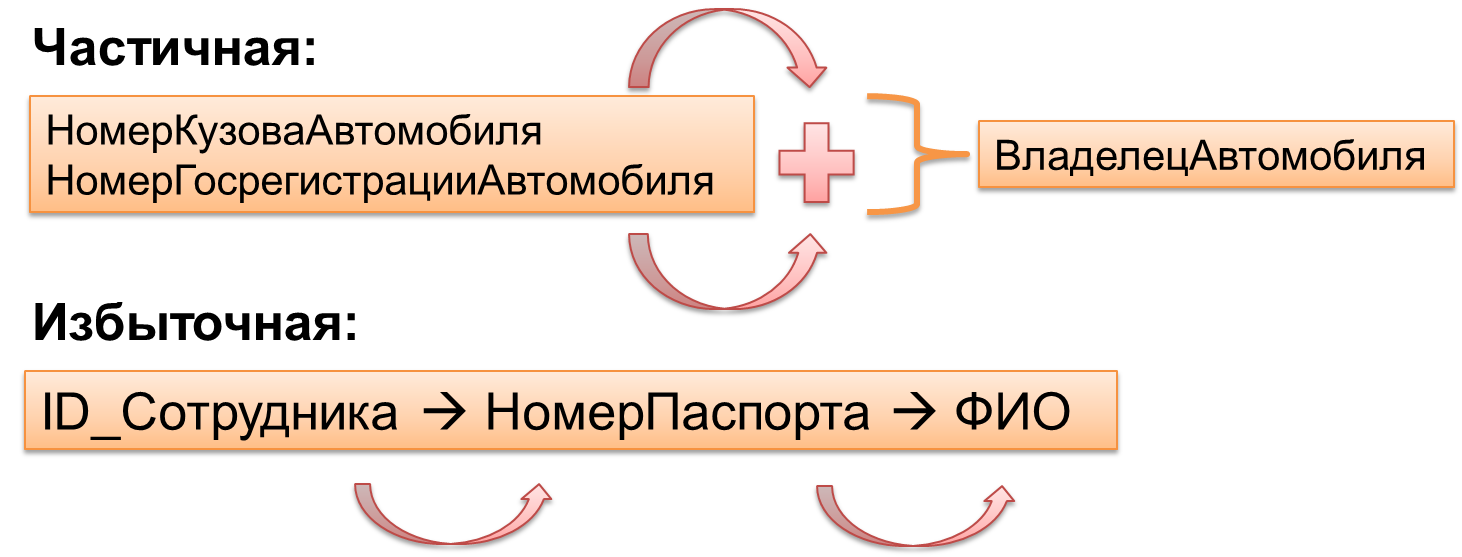 Частичная:
НомерКузоваАвтомобиля
НомерГосрегистрацииАвтомобиля
ВладелецАвтомобиля
Избыточная:
ID_Сотрудника → НомерПаспорта → ФИО